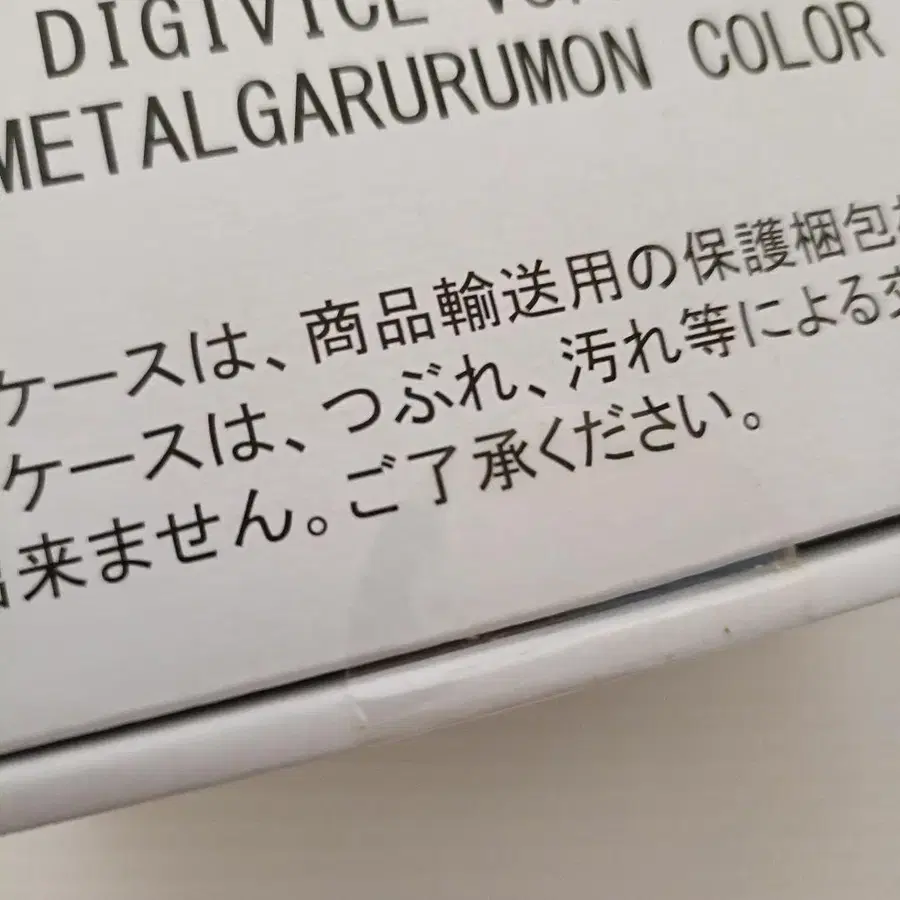 DIGIVICE
METALGARURUMON COLOR
ケースは、商品輸送用の保護梱包
ケースは、つぶれ、汚れ等による交
出来ません。ご了承ください。